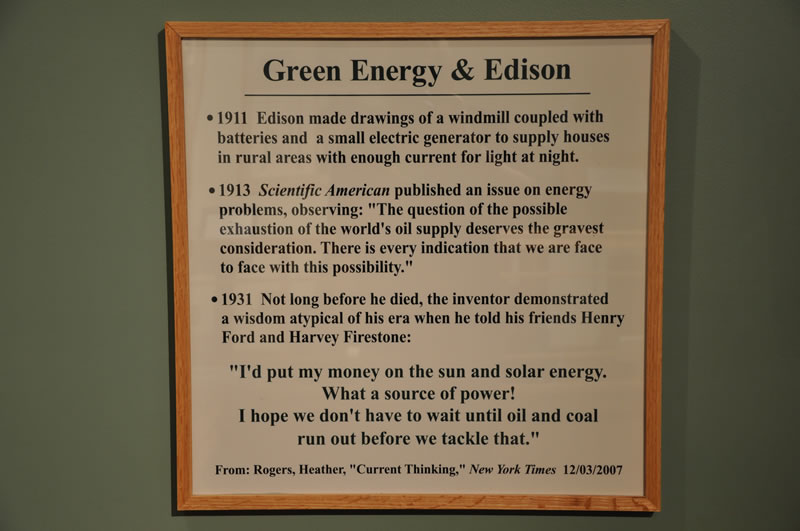 Green Energy & Edison
• 1911 Edison made drawings of a windmill coupled with
batteries and a small electric generator to supply houses
in rural areas with enough current for light at night.
• 1913 Scientific American published an issue on energy
problems, observing: "The question of the possible
exhaustion of the world's oil supply deserves the gravest
consideration. There is every indication that we are face
to face with this possibility."
• 1931 Not long before he died, the inventor demonstrated
a wisdom atypical of his era when he told his friends Henry
Ford and Harvey Firestone:
"I'd put my money on the sun and solar energy.
What a source of power!
I hope we don't have to wait until oil and coal
run out before we tackle that."
From: Rogers, Heather, "Current Thinking," New York Times 12/03/2007